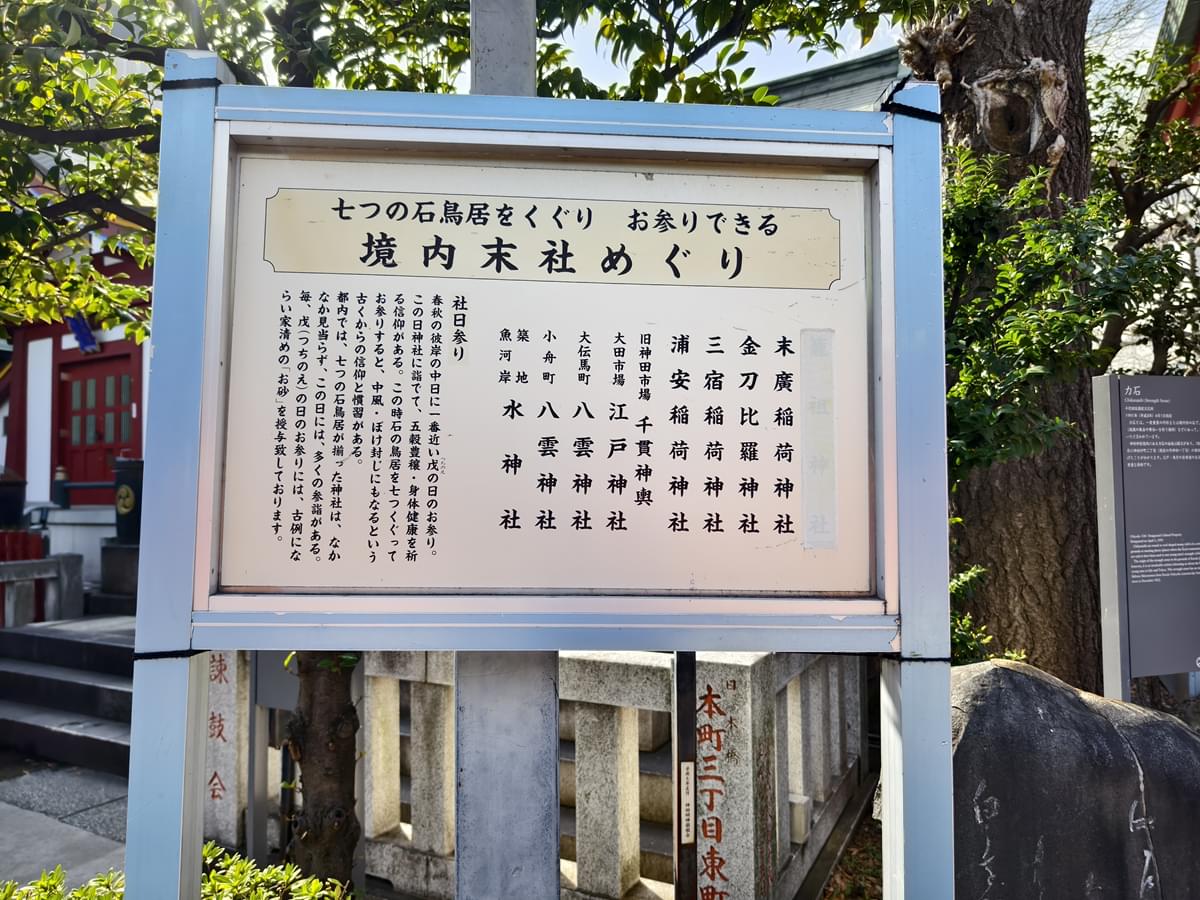 七つの石鳥居をくぐり お参りできる
境内末社めぐり
籠祖神社
末廣稲荷神社
金刀比羅神社
三宿稲荷神社
浦安稲荷神社
旧神田市場 千貫神輿
大田市場 江戸神社
大伝馬町 八雲神社
小舟町 八雲神社
築地
魚河岸 水神社
社日参り
春秋の彼岸の中日に一番近い戊の日のお参り。
この日神社に詣でて、五穀豊穣・身体健康を祈
る信仰がある。この時石の鳥居を七つくぐって
お参りすると、中風・ぼけ封じにもなるという
古くからの信仰と慣習がある。
都内では、七つの石鳥居が揃った神社は、なか
なか見当らず、この日には、多くの参詣がある。
毎、戊(つちのえ)の日のお参りには、古例にな
らい家清めの「お砂」を授与致しております。
諌鼓会
日本橋
本町三丁目東町
力石
Chikaraishi (Strength Stone)